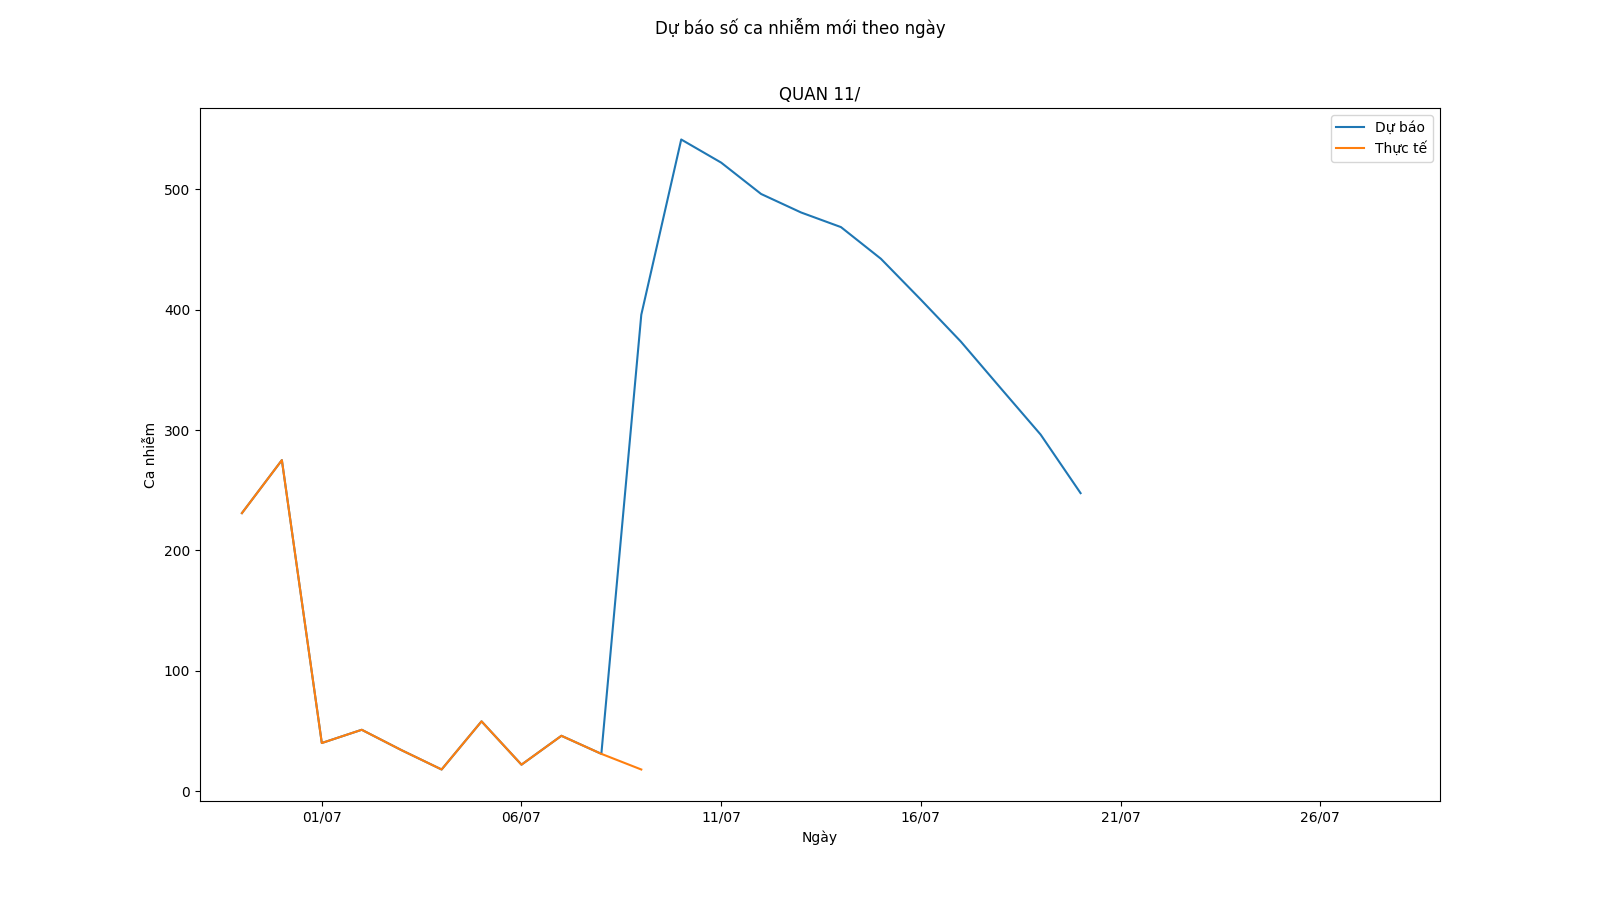 Dự báo số ca nhiễm mới theo ngày
QUAN 11/
Dự báo
Thực tế
500
400
300
200
100
0
Ca nhiễm
01/07
06/07
11/07
16/07
21/07
26/07
Ngày